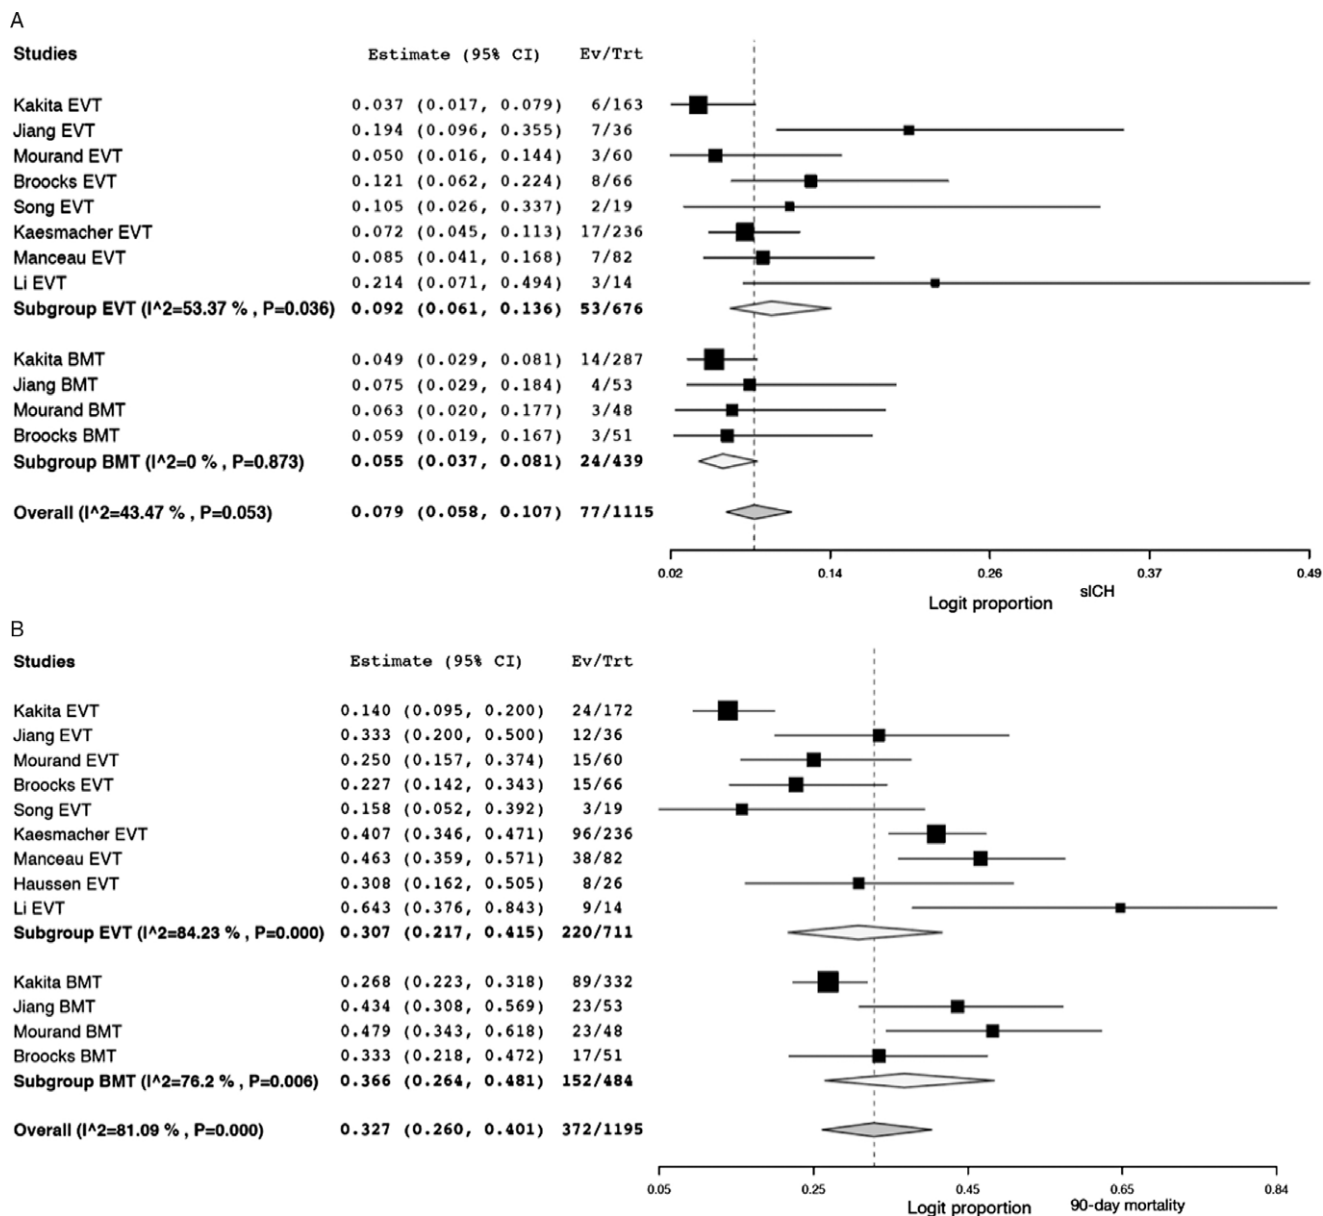 A
Studies Estimate (95% CI) Ev/Trt
Kakita EVT 0.037 (0.017, 0.079) 6/163
Jiang EVT 0.194 (0.096, 0.355) 7/36
Mourand EVT 0.050 (0.016, 0.144) 3/60
Broocks EVT 0.121 (0.062, 0.224) 8/66
Song EVT 0.105 (0.026, 0.337) 2/19
Kaesmacher EVT 0.072 (0.045, 0.113) 17/236
Manceau EVT 0.085 (0.041, 0.168) 7/82
Li EVT 0.214 (0.071, 0.494) 3/14
Subgroup EVT (I^2=53.37 % , P=0.036) 0.092 (0.061, 0.136) 53/676
Kakita BMT 0.049 (0.029, 0.081) 14/287
Jiang BMT 0.075 (0.029, 0.184) 4/53
Mourand BMT 0.063 (0.020, 0.177) 3/48
Broocks BMT 0.059 (0.019, 0.167) 3/51
Subgroup BMT (I^2=0 % , P=0.873) 0.055 (0.037, 0.081) 24/439
Overall (I^2=43.47 % , P=0.053) 0.079 (0.058, 0.107) 77/1115
0.02 0.14 0.26 0.37 0.49
Logit proportion sICH
B
Studies Estimate (95% CI) Ev/Trt
Kakita EVT 0.140 (0.095, 0.200) 24/172
Jiang EVT 0.333 (0.200, 0.500) 12/36
Mourand EVT 0.250 (0.157, 0.374) 15/60
Broocks EVT 0.227 (0.142, 0.343) 15/66
Song EVT 0.158 (0.052, 0.392) 3/19
Kaesmacher EVT 0.407 (0.346, 0.471) 96/236
Manceau EVT 0.463 (0.359, 0.571) 38/82
Haussen EVT 0.308 (0.162, 0.505) 8/26
Li EVT 0.643 (0.376, 0.843) 9/14
Subgroup EVT (I^2=84.23 % , P=0.000) 0.307 (0.217, 0.415) 220/711
Kakita BMT 0.268 (0.223, 0.318) 89/332
Jiang BMT 0.434 (0.308, 0.569) 23/53
Mourand BMT 0.479 (0.343, 0.618) 23/48
Broocks BMT 0.333 (0.218, 0.472) 17/51
Subgroup BMT (I^2=76.2 % , P=0.006) 0.366 (0.264, 0.481) 152/484
Overall (I^2=81.09 % , P=0.000) 0.327 (0.260, 0.401) 372/1195
0.05 0.25 0.45 0.65 0.84
Logit proportion 90-day mortality